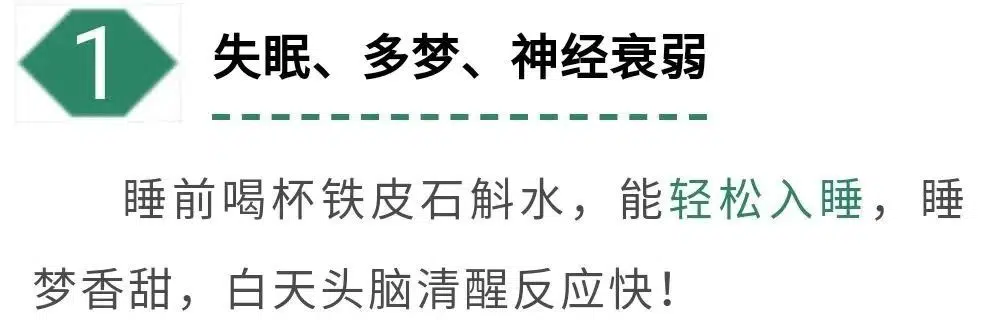 1 失眠、多梦、神经衰弱
睡前喝杯铁皮石斛水，能轻松入睡，睡
梦香甜，白天头脑清醒反应快！